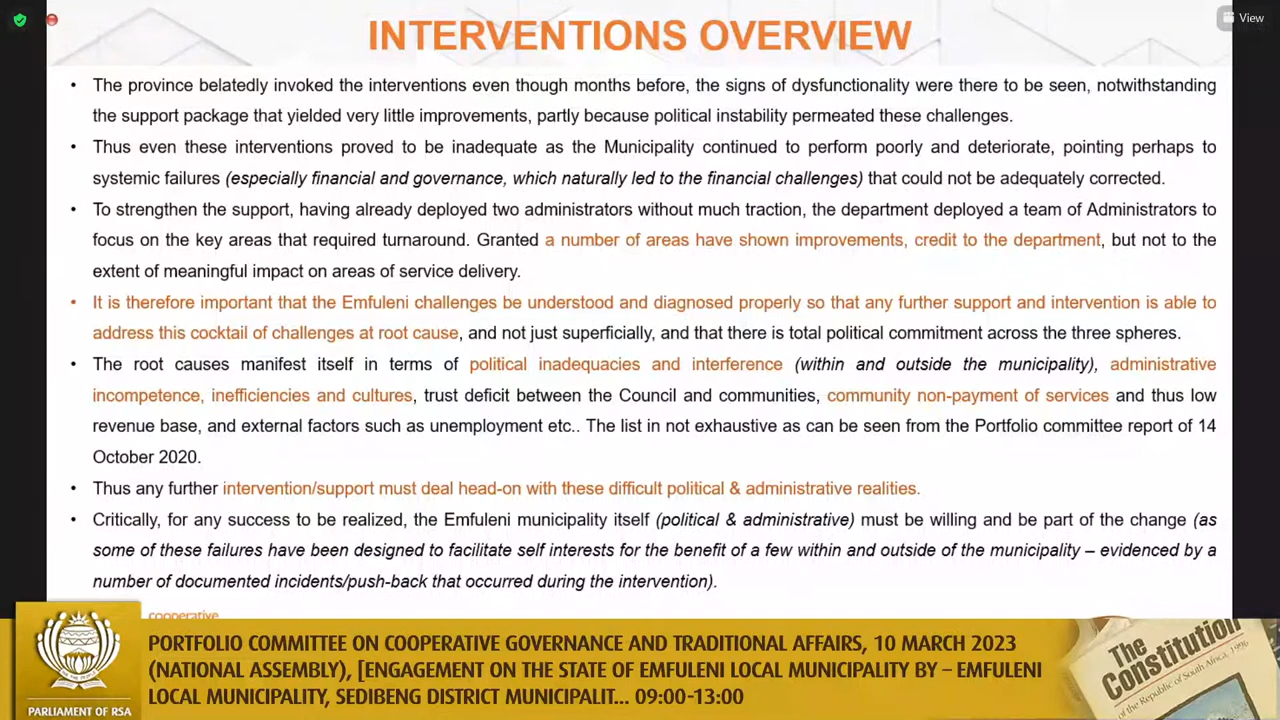 View
INTERVENTIONS OVERVIEW
• The province belatedly invoked the interventions even though months before, the signs of dysfunctionality were there to be seen, notwithstanding
the support package that yielded very little improvements, partly because political instability permeated these challenges.
• Thus even these interventions proved to be inadequate as the Municipality continued to perform poorly and deteriorate, pointing perhaps to
systemic failures (especially financial and governance, which naturally led to the financial challenges) that could not be adequately corrected.
• To strengthen the support, having already deployed two administrators without much traction, the department deployed a team of Administrators to
focus on the key areas that required turnaround. Granted a number of areas have shown improvements, credit to the department, but not to the
extent of meaningful impact on areas of service delivery.
• It is therefore important that the Emfuleni challenges be understood and diagnosed properly so that any further support and intervention is able to
address this cocktail of challenges at root cause, and not just superficially, and that there is total political commitment across the three spheres.
• The root causes manifest itself in terms of political inadequacies and interference (within and outside the municipality), administrative
incompetence, inefficiencies and cultures, trust deficit between the Council and communities, community non-payment of services and thus low
revenue base, and external factors such as unemployment etc.. The list in not exhaustive as can be seen from the Portfolio committee report of 14
October 2020.
• Thus any further intervention/support must deal head-on with these difficult political & administrative realities.
• Critically, for any success to be realized, the Emfuleni municipality itself (political & administrative) must be willing and be part of the change (as
some of these failures have been designed to facilitate self interests for the benefit of a few within and outside of the municipality – evidenced by a
number of documented incidents/push-back that occurred during the intervention).
cooperative
PORTFOLIO COMMITTEE ON COOPERATIVE GOVERNANCE AND TRADITIONAL AFFAIRS, 10 MARCH 2023
(NATIONAL ASSEMBLY), [ENGAGEMENT ON THE STATE OF EMFULENI LOCAL MUNICIPALITY BY – EMFULENI
LOCAL MUNICIPALITY, SEDIBENG DISTRICT MUNICIPALIT... 09:00-13:00
PARLIAMENT OF RSA
The
Constitution
of the Republic of South Africa, 1996